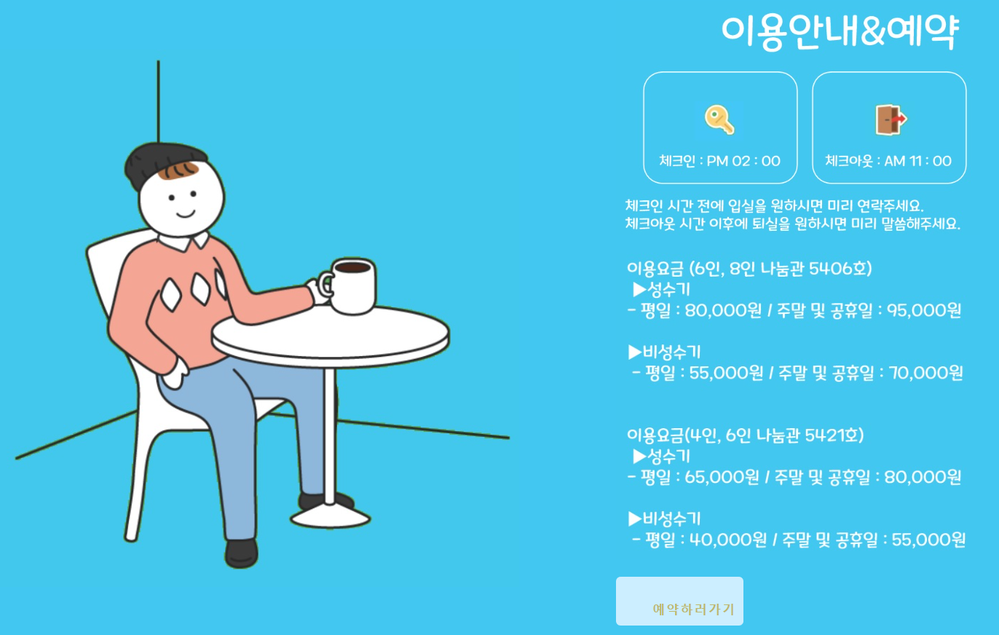 이용안내&예약
체크인 : PM 02 : 00
체크아웃 : AM 11 : 00
체크인 시간 전에 입실을 원하시면 미리 연락주세요.
체크아웃 시간 이후에 퇴실을 원하시면 미리 말씀해주세요.
이용요금 (6인, 8인 나눔관 5406호)
▶성수기
- 평일 : 80,000원 / 주말 및 공휴일 : 95,000원
▶비성수기
- 평일 : 55,000원 / 주말 및 공휴일 : 70,000원
이용요금(4인, 6인 나눔관 5421호)
▶성수기
- 평일 : 65,000원 / 주말 및 공휴일 : 80,000원
▶비성수기
- 평일 : 40,000원 / 주말 및 공휴일 : 55,000원
예약하러가기